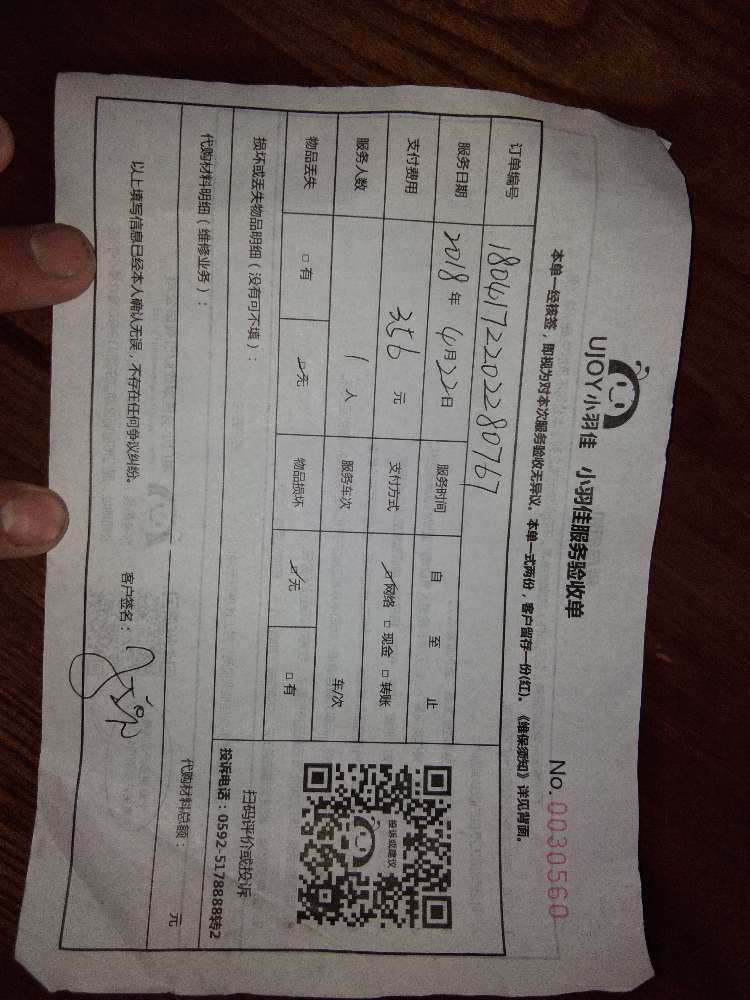 UJOY小羽佳 小羽佳服务验收单
No.0030560
本单一经核签，即视为对本次服务验收无异议。本单一式两份，客户留存一份(红)。《维保须知》详见背面。
订单编号 1804172202280767
服务日期 2018年4月22日 服务时间 自 至 止
支付费用 356元 支付方式 ☑网络 □现金 □转账
服务人数 1人 服务车次 车/次
物品丢失 □有 ☑无 物品损坏 ☑无 □有
损坏或丢失物品明细（没有可不填）：
投诉或建议
扫码评价或投诉
投诉电话：0592-5178888转2
代购材料明细（维修业务）：
代购材料总额： 元
以上填写信息已经本人确认无误，不存在任何争议纠纷。 客户签名：